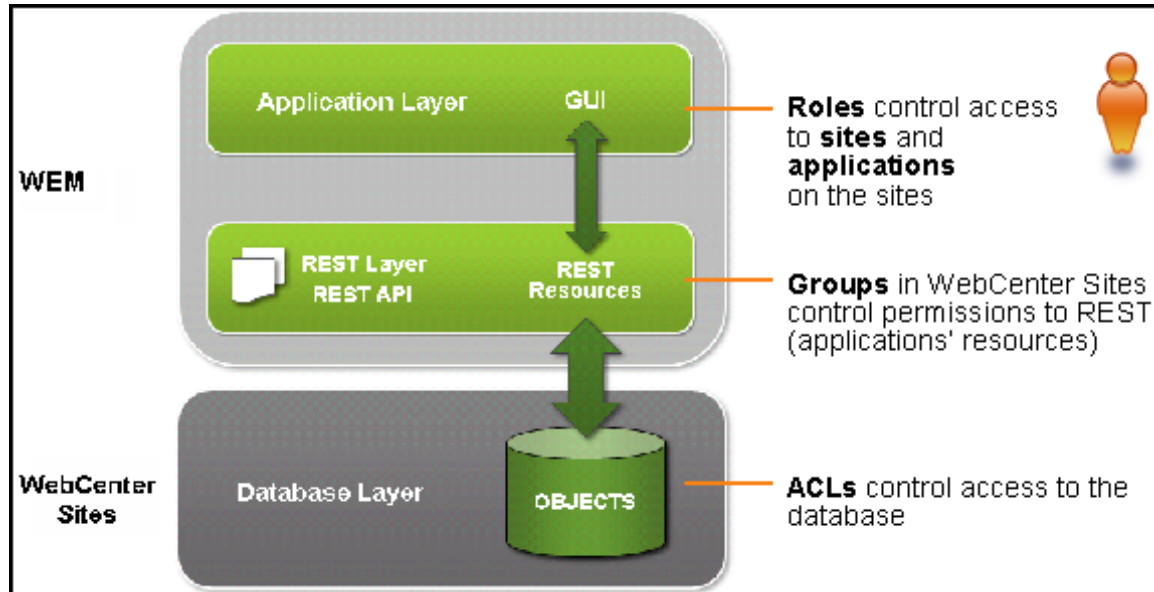 Application Layer
GUI
Roles control access
to sites and
applications
on the sites
WEM
REST Layer
REST API
REST
Resources
Groups in WebCenter Sites
control permissions to REST
(applications' resources)
WebCenter
Sites
Database Layer
OBJECTS
ACLs control access to the
database